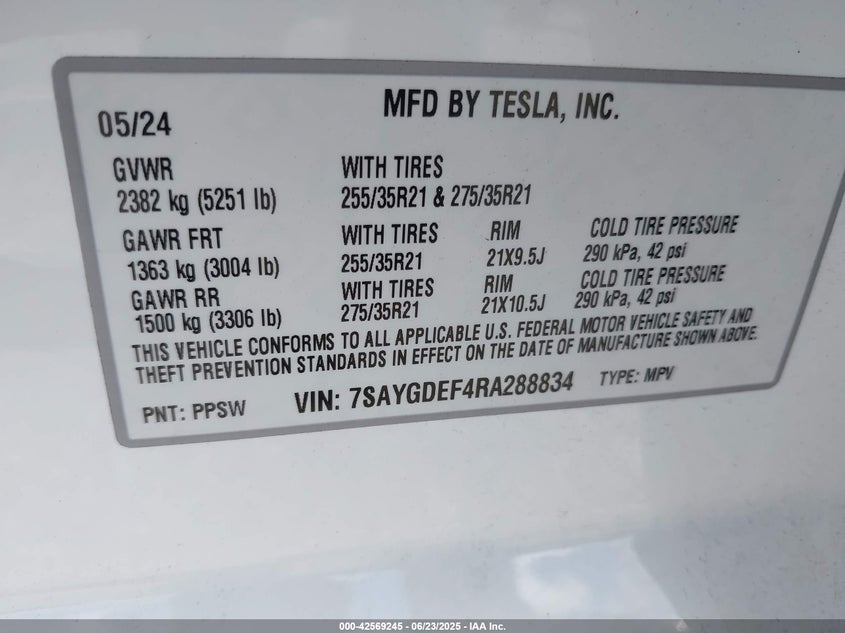 MFD BY TESLA, INC.
05/24
GVWR WITH TIRES
2382 kg (5251 lb) 255/35R21 & 275/35R21
GAWR FRT WITH TIRES RIM COLD TIRE PRESSURE
1363 kg (3004 lb) 255/35R21 21X9.5J 290 kPa, 42 psi
GAWR RR WITH TIRES RIM COLD TIRE PRESSURE
1500 kg (3306 lb) 275/35R21 21X10.5J 290 kPa, 42 psi
THIS VEHICLE CONFORMS TO ALL APPLICABLE U.S. FEDERAL MOTOR VEHICLE SAFETY AND
THEFT PREVENTION STANDARDS IN EFFECT ON THE DATE OF MANUFACTURE SHOWN ABOVE.
PNT: PPSW VIN: 7SAYGDEF4RA288834 TYPE: MPV
000-42569245 - 06/23/2025 - IAA Inc.